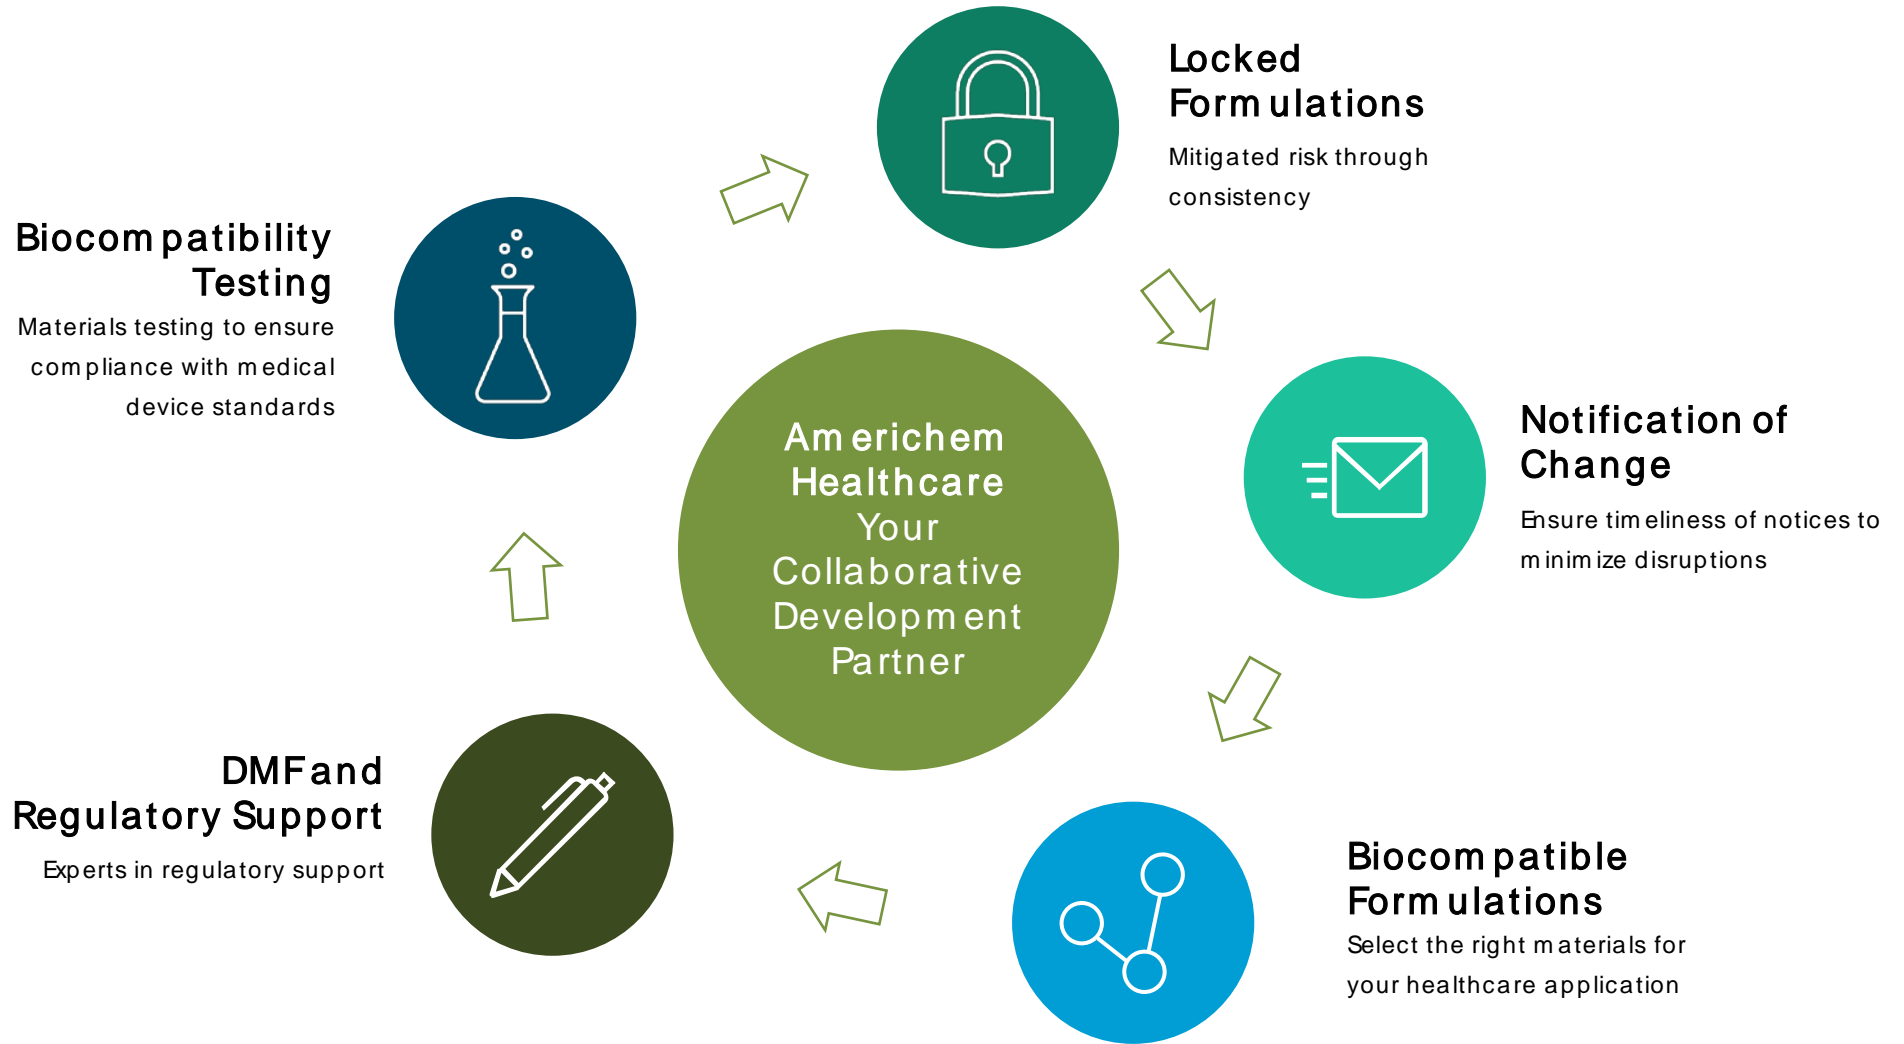 Locked
Formulations
Mitigated risk through
consistency
Biocompatibility
Testing
Materials testing to ensure
compliance with medical
device standards
Notification of
Change
Ensure timeliness of notices to
minimize disruptions
Americhem
Healthcare
Your
Collaborative
Development
Partner
DMF and
Regulatory Support
Experts in regulatory support
Biocompatible
Formulations
Select the right materials for
your healthcare application